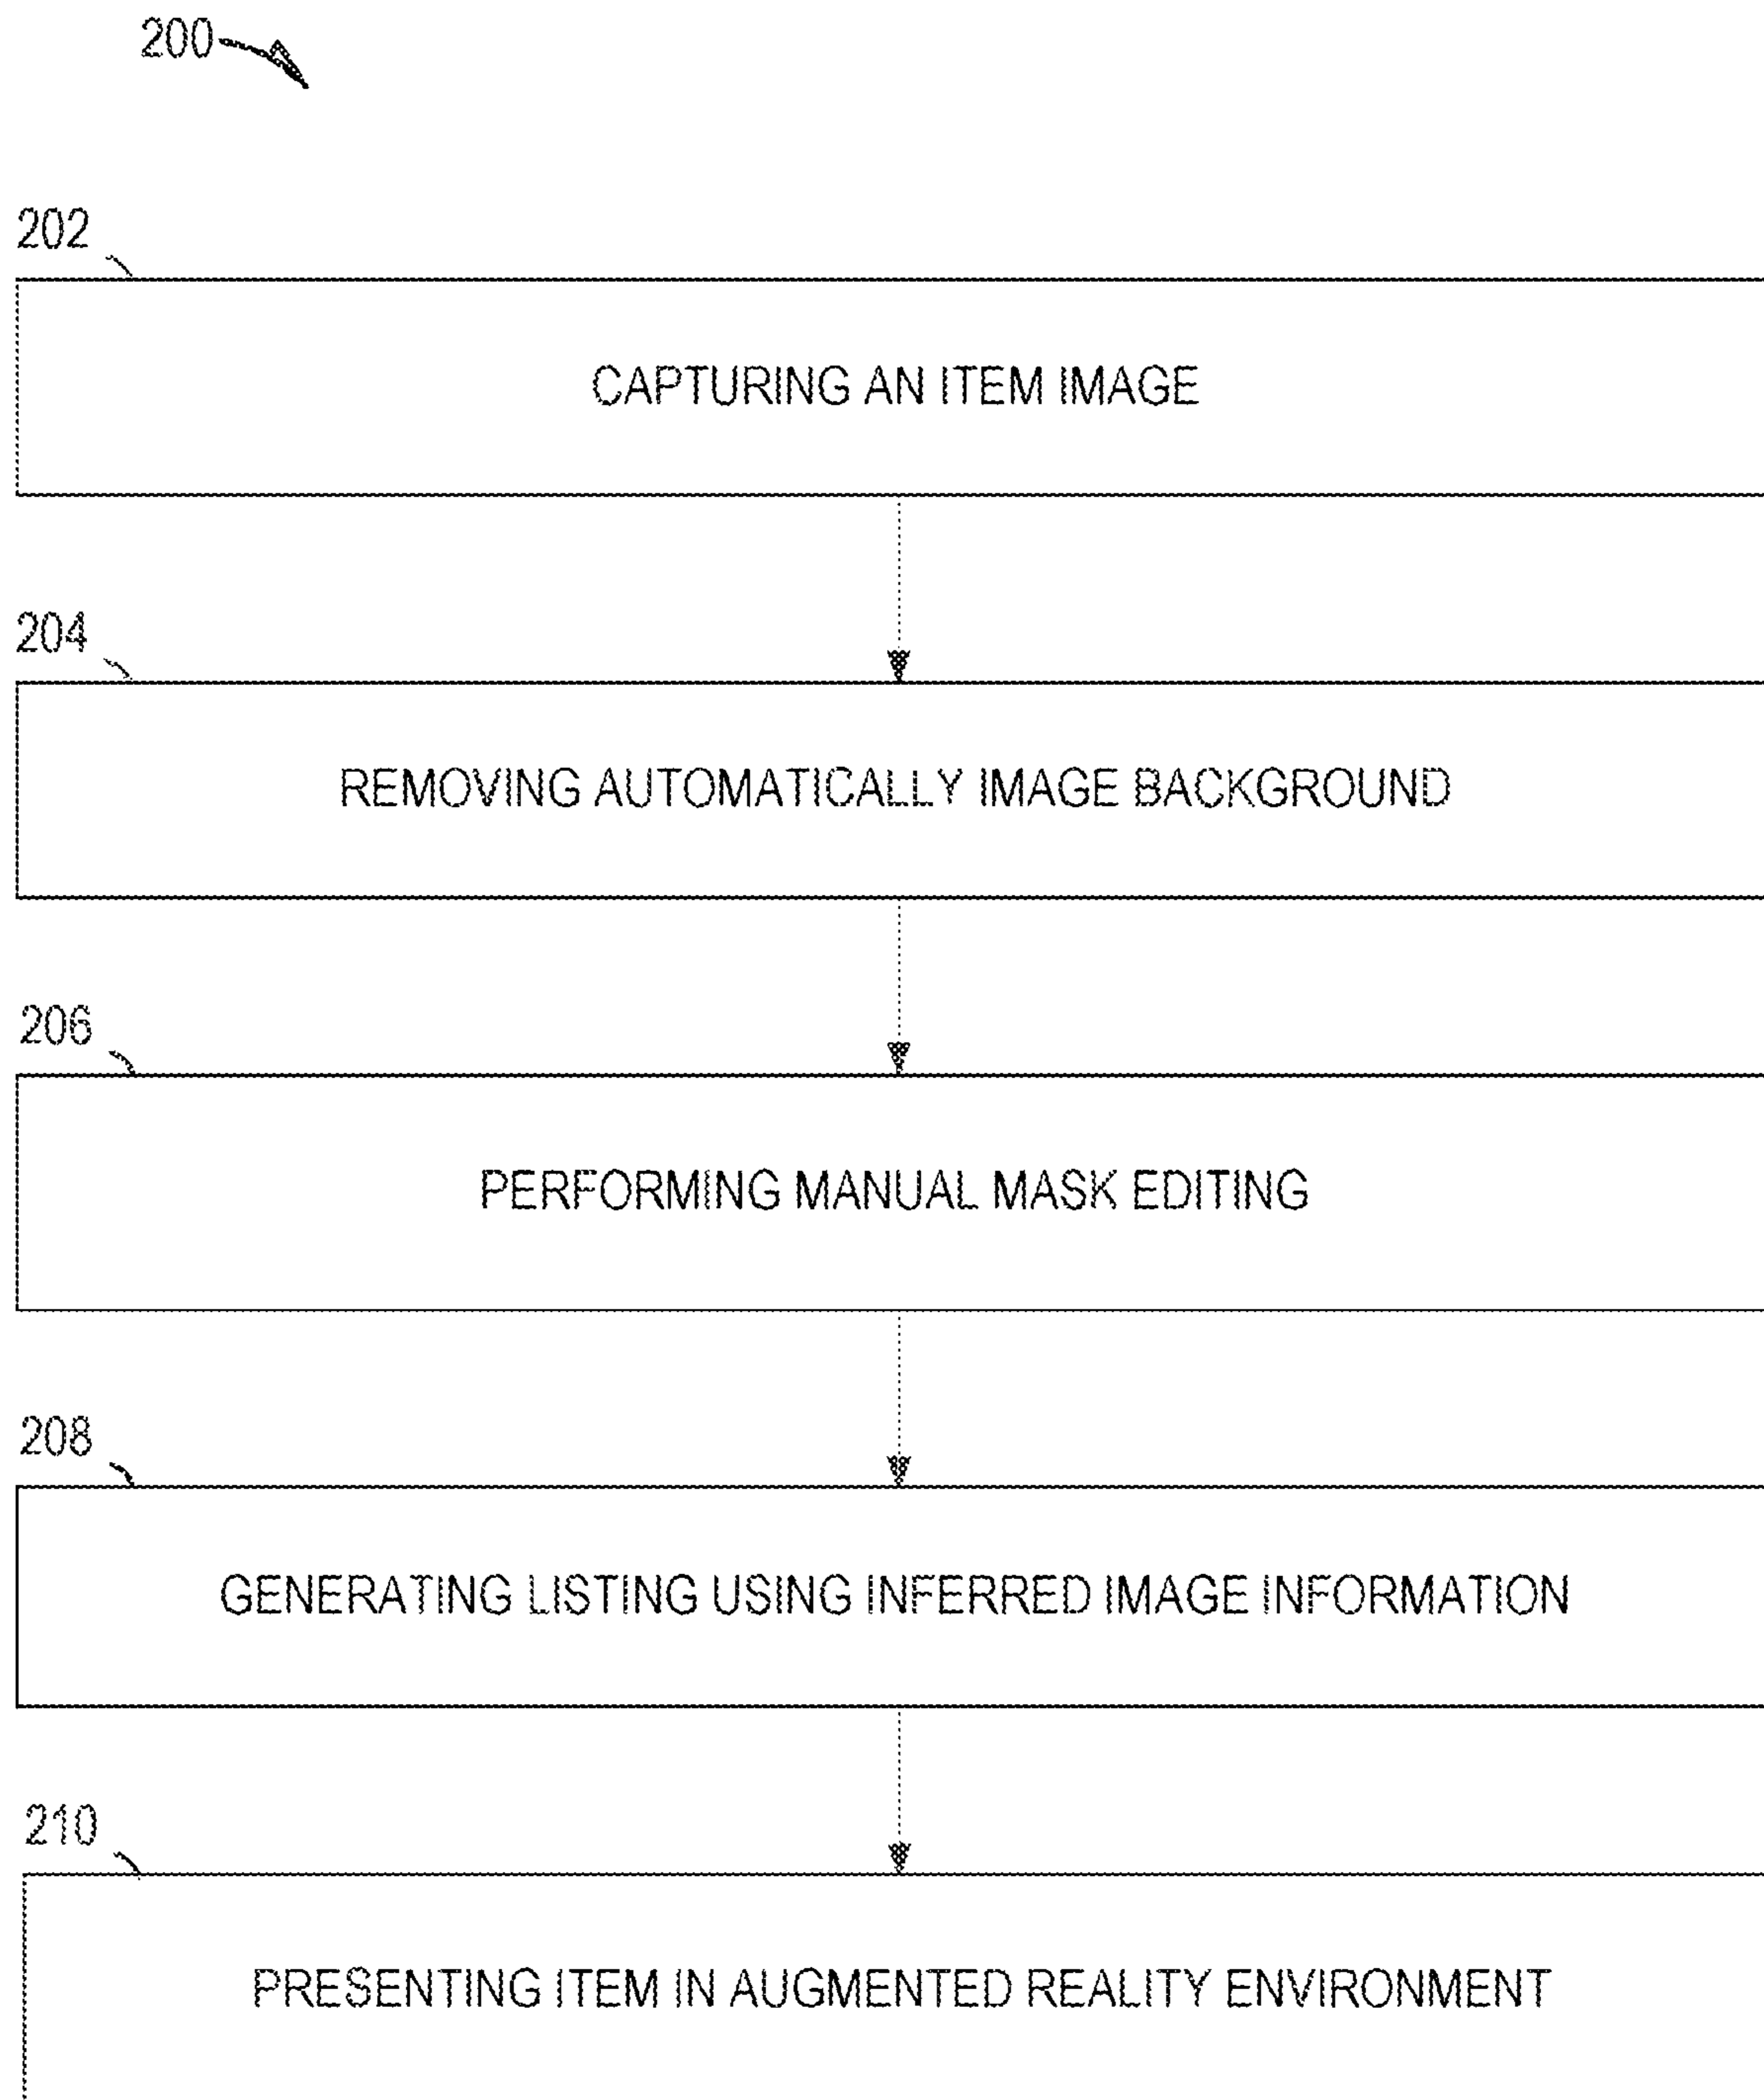 200
202
CAPTURING AN ITEM IMAGE
204
REMOVING AUTOMATICALLY IMAGE BACKGROUND
206
PERFORMING MANUAL MASK EDITING
208
GENERATING LISTING USING INFERRED IMAGE INFORMATION
210
PRESENTING ITEM IN AUGMENTED REALITY ENVIRONMENT